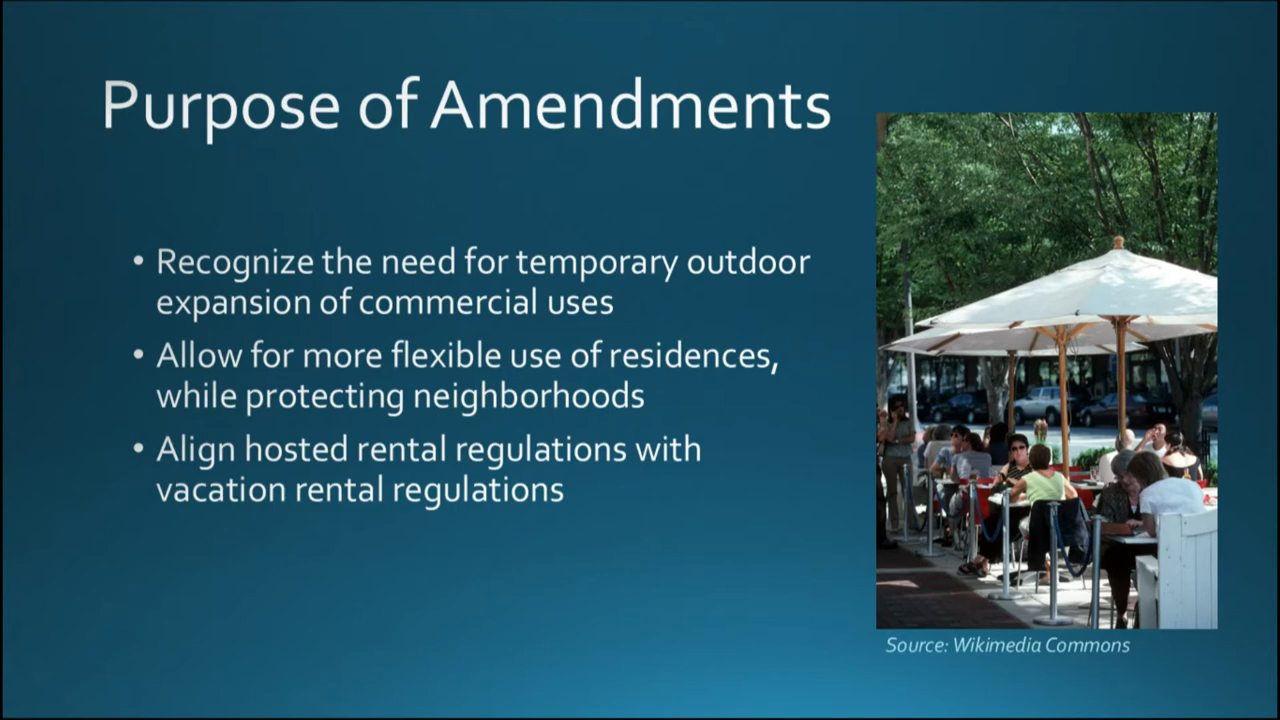 Purpose of Amendments
• Recognize the need for temporary outdoor
expansion of commercial uses
• Allow for more flexible use of residences,
while protecting neighborhoods
• Align hosted rental regulations with
vacation rental regulations
Source: Wikimedia Commons